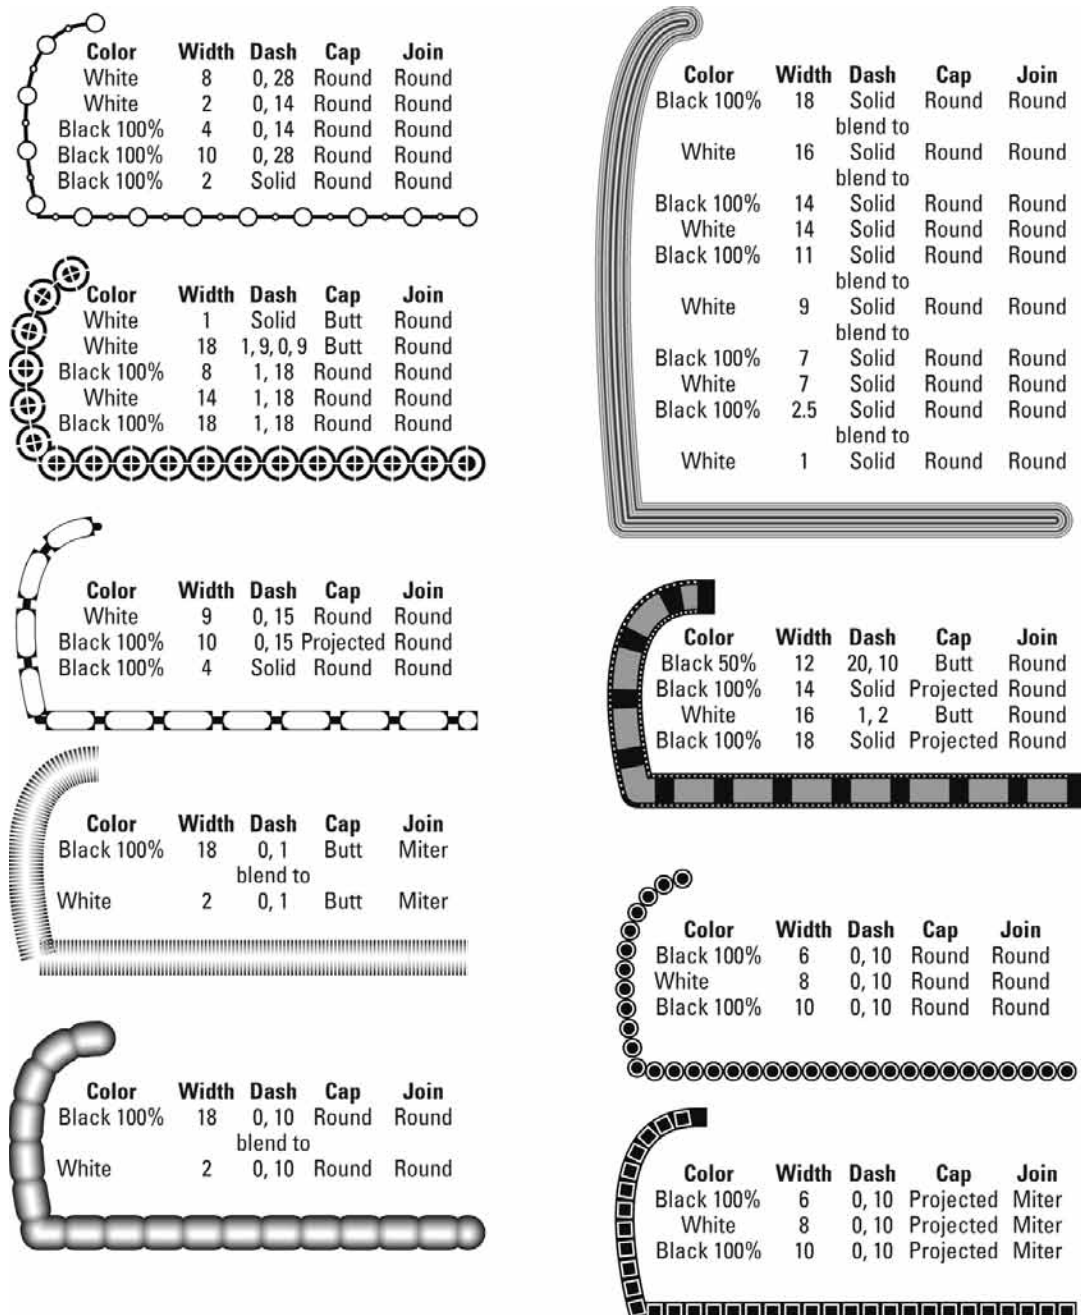 Color Width Dash Cap Join
White 8 0, 28 Round Round
White 2 0, 14 Round Round
Black 100% 4 0, 14 Round Round
Black 100% 10 0, 28 Round Round
Black 100% 2 Solid Round Round
Color Width Dash Cap Join
White 1 Solid Butt Round
White 18 1, 9, 0, 9 Butt Round
Black 100% 8 1, 18 Round Round
White 14 1, 18 Round Round
Black 100% 18 1, 18 Round Round
Color Width Dash Cap Join
White 9 0, 15 Round Round
Black 100% 10 0, 15 Projected Round
Black 100% 4 Solid Round Round
Color Width Dash Cap Join
Black 100% 18 0, 1 Butt Miter
blend to
White 2 0, 1 Butt Miter
Color Width Dash Cap Join
Black 100% 18 0, 10 Round Round
blend to
White 2 0, 10 Round Round
Color Width Dash Cap Join
Black 100% 18 Solid Round Round
blend to
White 16 Solid Round Round
blend to
Black 100% 14 Solid Round Round
White 14 Solid Round Round
Black 100% 11 Solid Round Round
blend to
White 9 Solid Round Round
blend to
Black 100% 7 Solid Round Round
White 7 Solid Round Round
Black 100% 2.5 Solid Round Round
blend to
White 1 Solid Round Round
Color Width Dash Cap Join
Black 50% 12 20, 10 Butt Round
Black 100% 14 Solid Projected Round
White 16 1, 2 Butt Round
Black 100% 18 Solid Projected Round
Color Width Dash Cap Join
Black 100% 6 0, 10 Round Round
White 8 0, 10 Round Round
Black 100% 10 0, 10 Round Round
Color Width Dash Cap Join
Black 100% 6 0, 10 Projected Miter
White 8 0, 10 Projected Miter
Black 100% 10 0, 10 Projected Miter